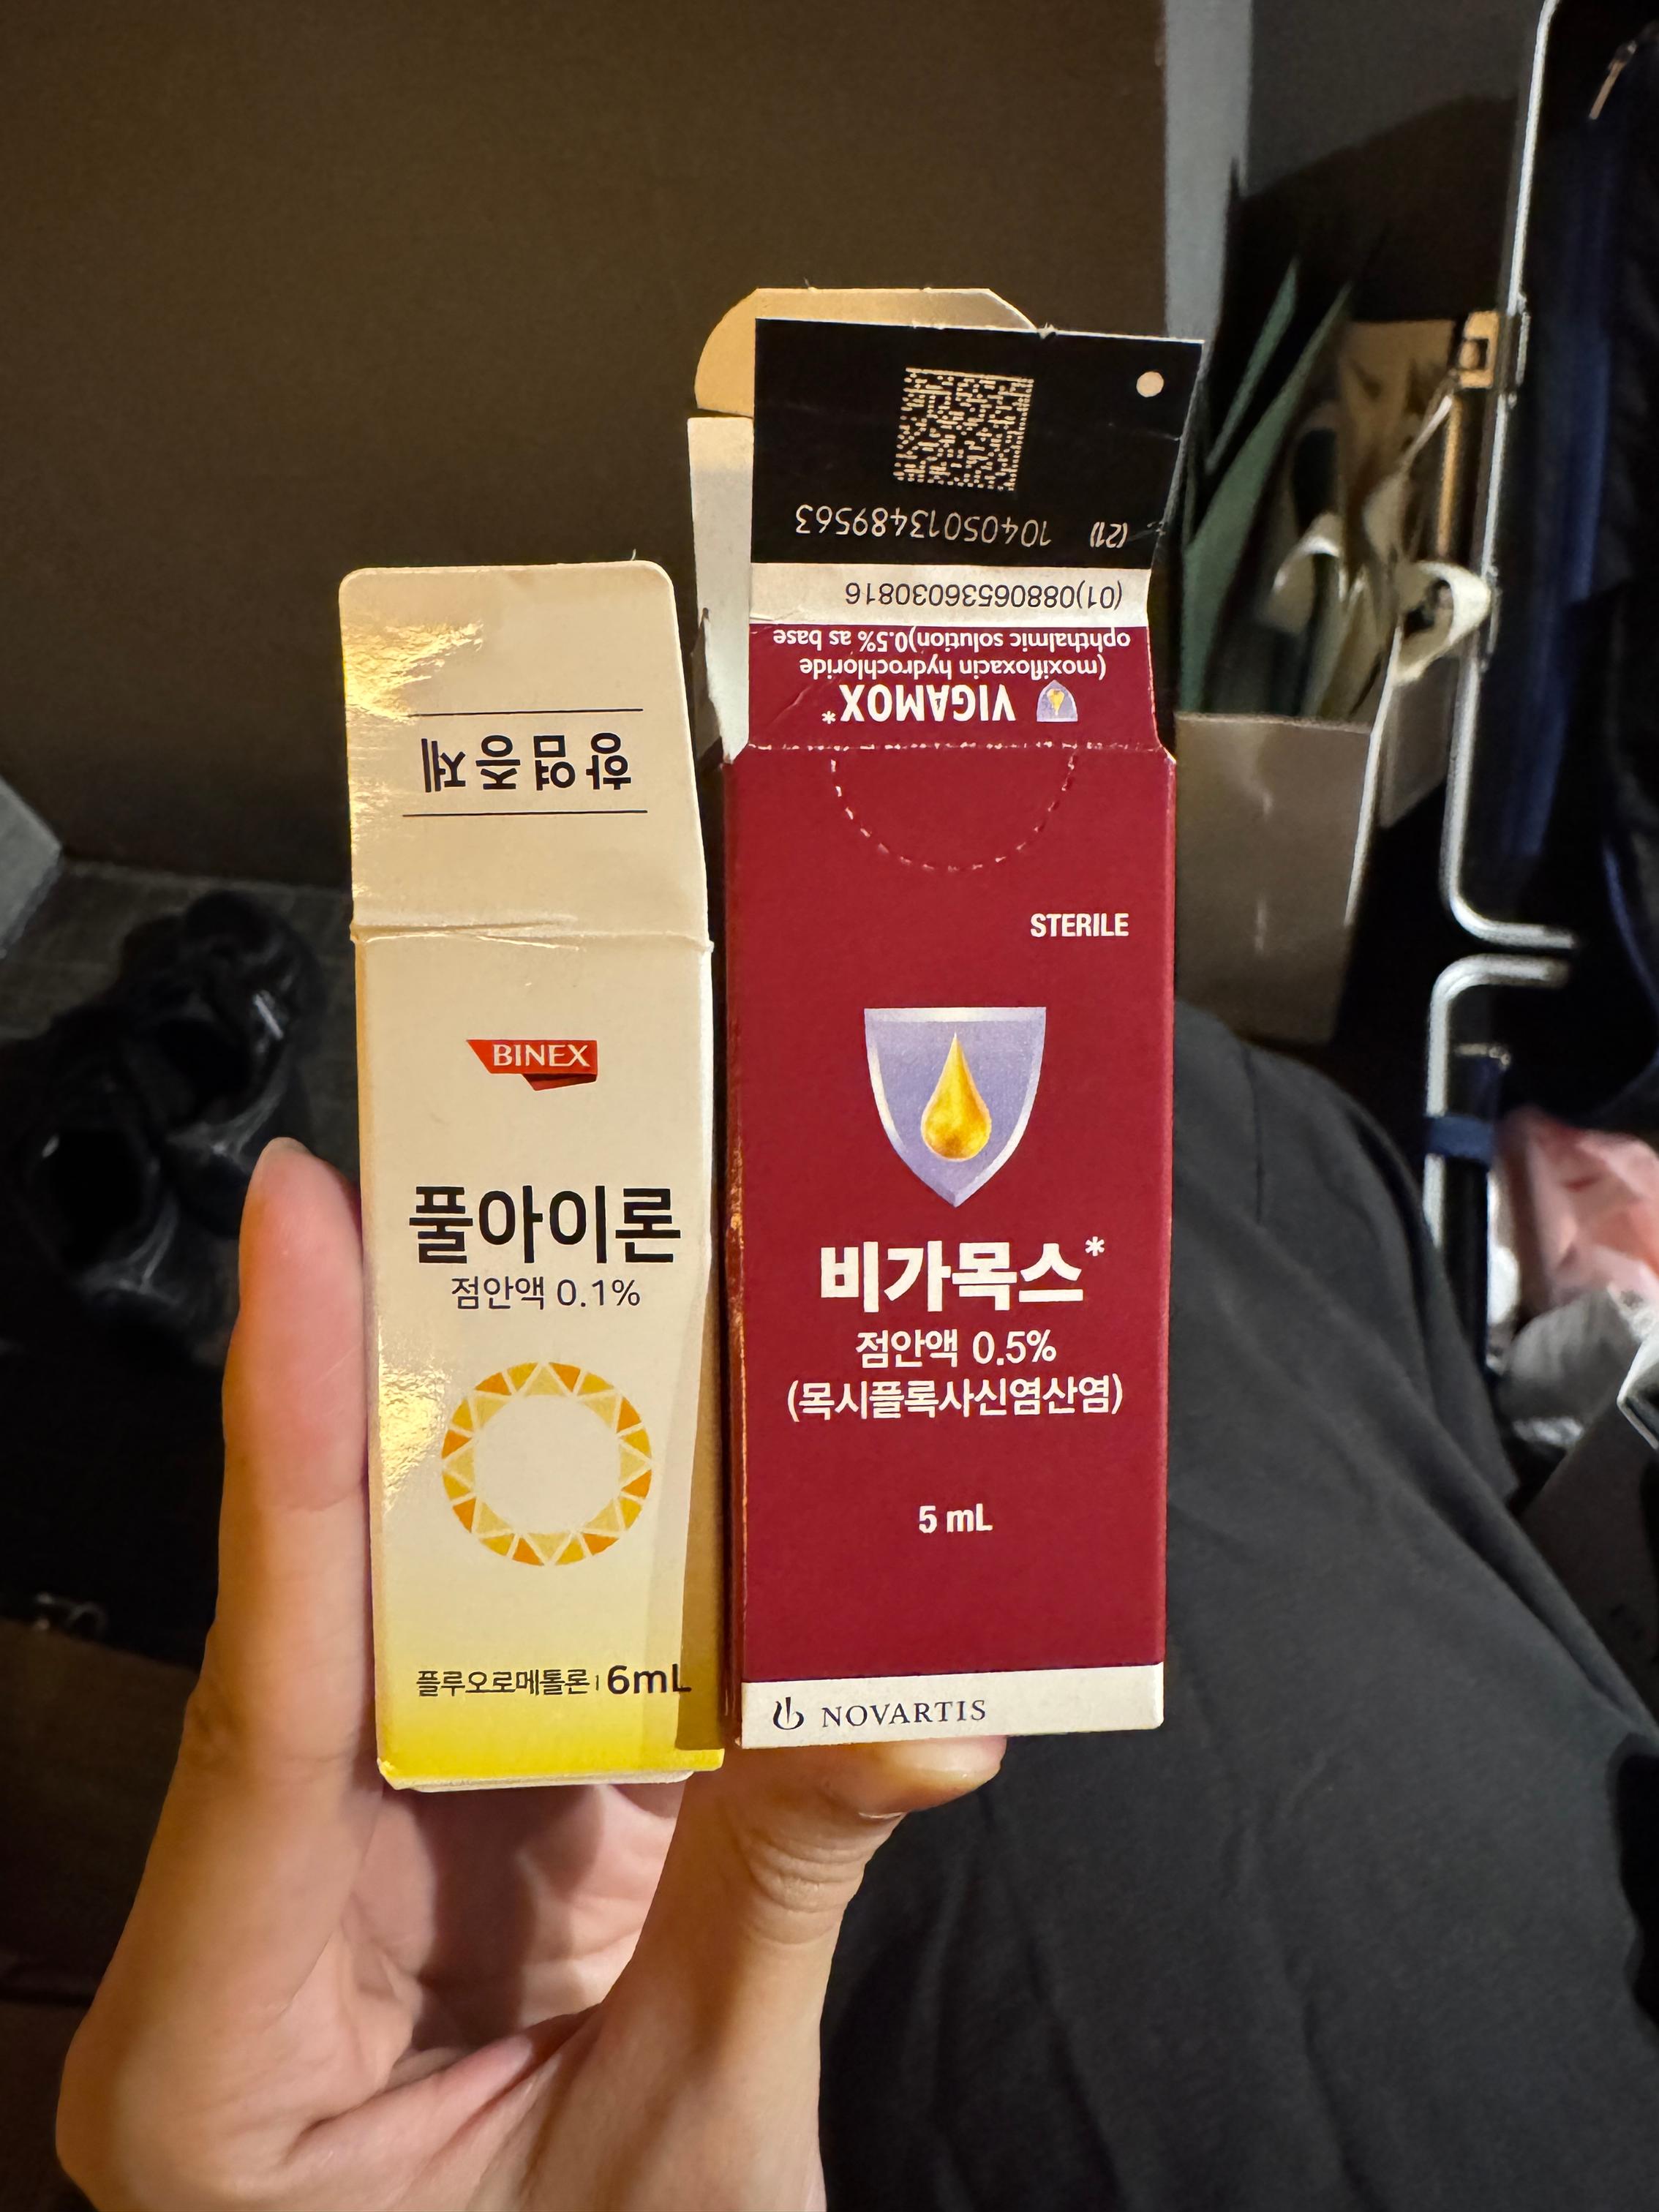 항염증제
BINEX
풀아이론
점안액 0.1%
플루오로메톨론 | 6mL
(21) 10405013489563
(01)08806536030816
VIGAMOX*
(moxifloxacin hydrochloride
ophthalmic solution)0.5% as base
STERILE
비가목스*
점안액 0.5%
(목시플록사신염산염)
5 mL
NOVARTIS